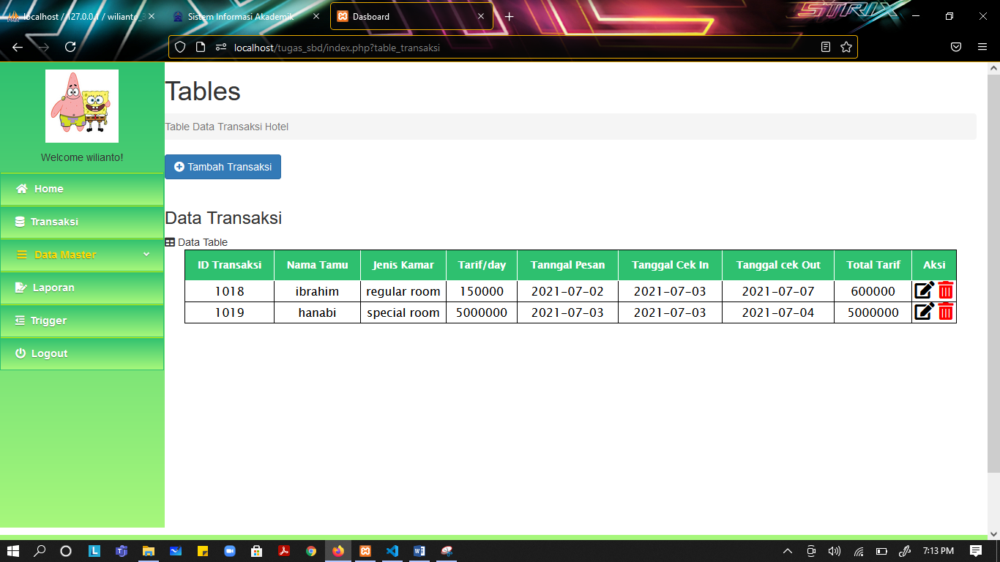 localhost / 127.0.0.1 / wilianto_
Sistem Informasi Akademik
Dasboard
STRIX
localhost/tugas_sbd/index.php?table_transaksi
Welcome wilianto!
Home
Transaksi
Data Master
Laporan
Trigger
Logout
Tables
Table Data Transaksi Hotel
Tambah Transaksi
Data Transaksi
Data Table
ID Transaksi Nama Tamu Jenis Kamar Tarif/day Tanngal Pesan Tanggal Cek In Tanggal cek Out Total Tarif Aksi
1018 ibrahim regular room 150000 2021-07-02 2021-07-03 2021-07-07 600000
1019 hanabi special room 5000000 2021-07-03 2021-07-03 2021-07-04 5000000
7:13 PM